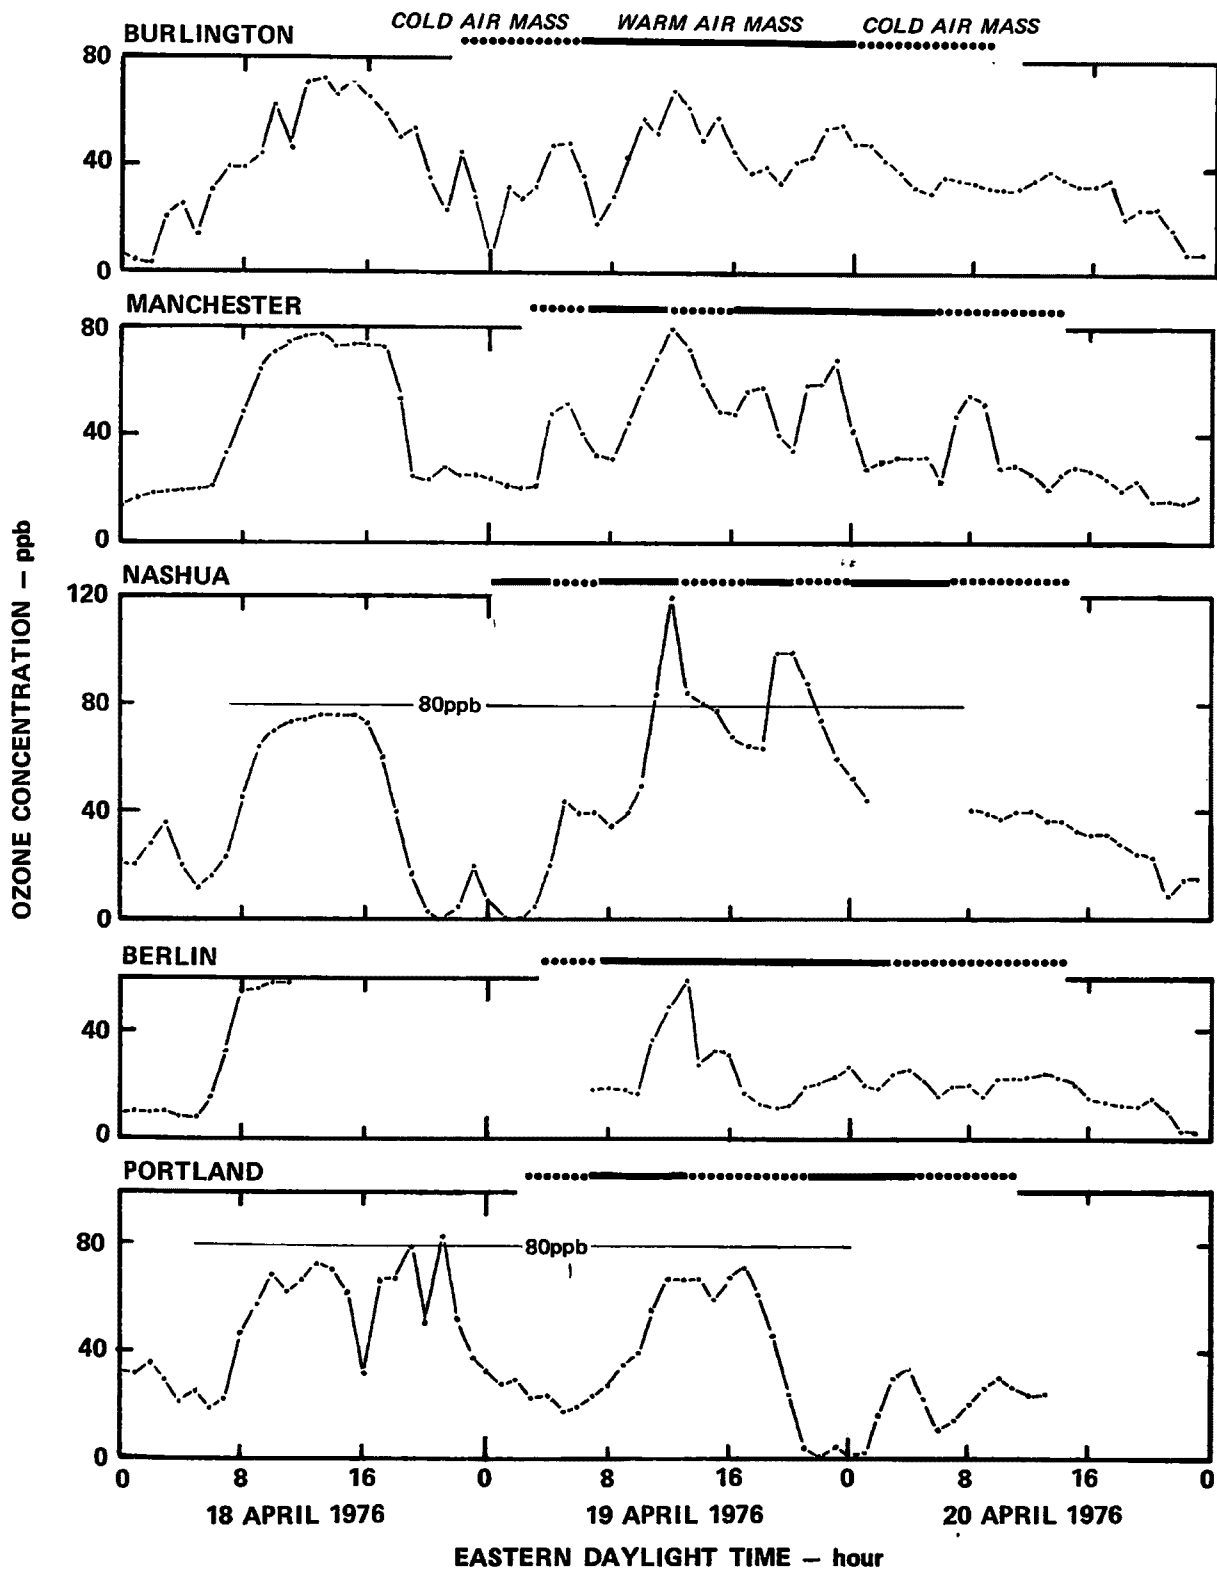 COLD AIR MASS WARM AIR MASS COLD AIR MASS
BURLINGTON
80
40
0
MANCHESTER
80
40
0
NASHUA
120
80
80ppb
40
0
BERLIN
40
0
PORTLAND
80
80ppb
40
0
OZONE CONCENTRATION – ppb
0 8 16 0 8 16 0 8 16 0
18 APRIL 1976 19 APRIL 1976 20 APRIL 1976
EASTERN DAYLIGHT TIME – hour